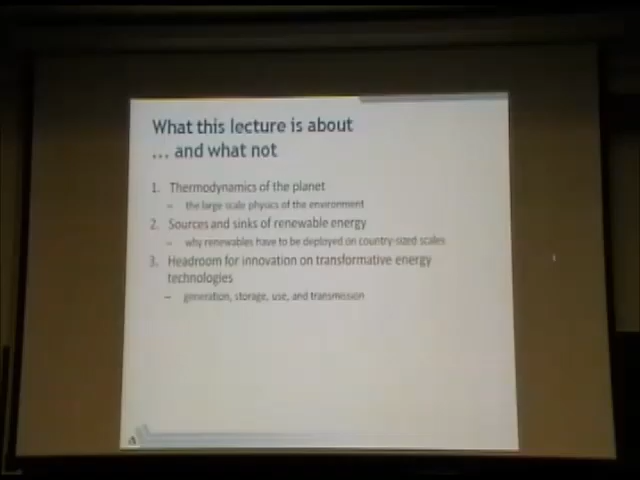 What this lecture is about
... and what not
1. Thermodynamics of the planet
– the large scale physics of the environment
2. Sources and sinks of renewable energy
– why renewables have to be deployed on country-sized scales
3. Headroom for innovation on transformative energy
technologies
– generation, storage, use, and transmission